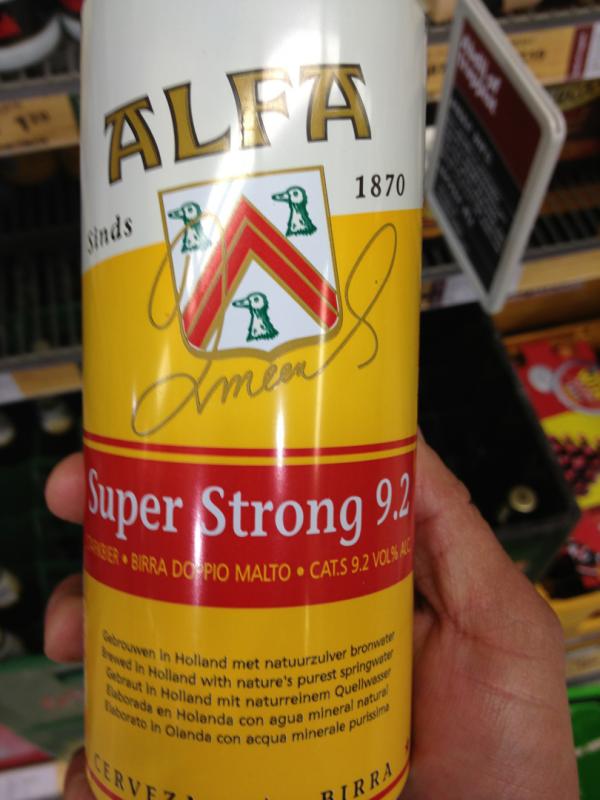 ALFA
Sinds 1870
Jmeens
Super Strong 9.2
• BIRRA DOPPIO MALTO • CAT.S 9.2 VOL% ALC
Gebrouwen in Holland met natuurzuiver bronwater
Brewed in Holland with nature's purest springwater
Gebraut in Holland mit naturreinem Quellwasser
Elaborada en Holanda con agua mineral natural
Elaborato in Olanda con acqua minerale purissima
CERVEZA BIRRA